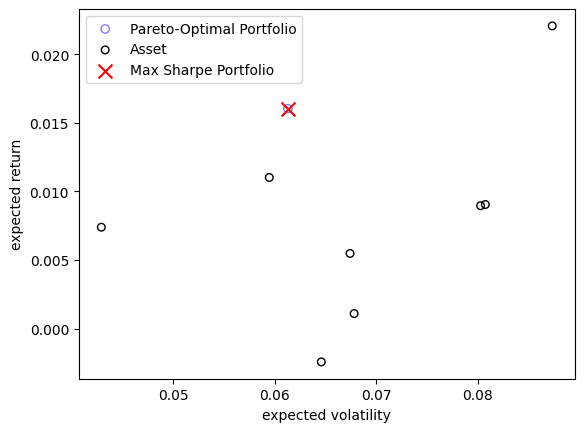 Pareto-Optimal Portfolio
Asset
Max Sharpe Portfolio
0.020
0.015
0.010
0.005
0.000
expected return
0.05
0.06
0.07
0.08
expected volatility